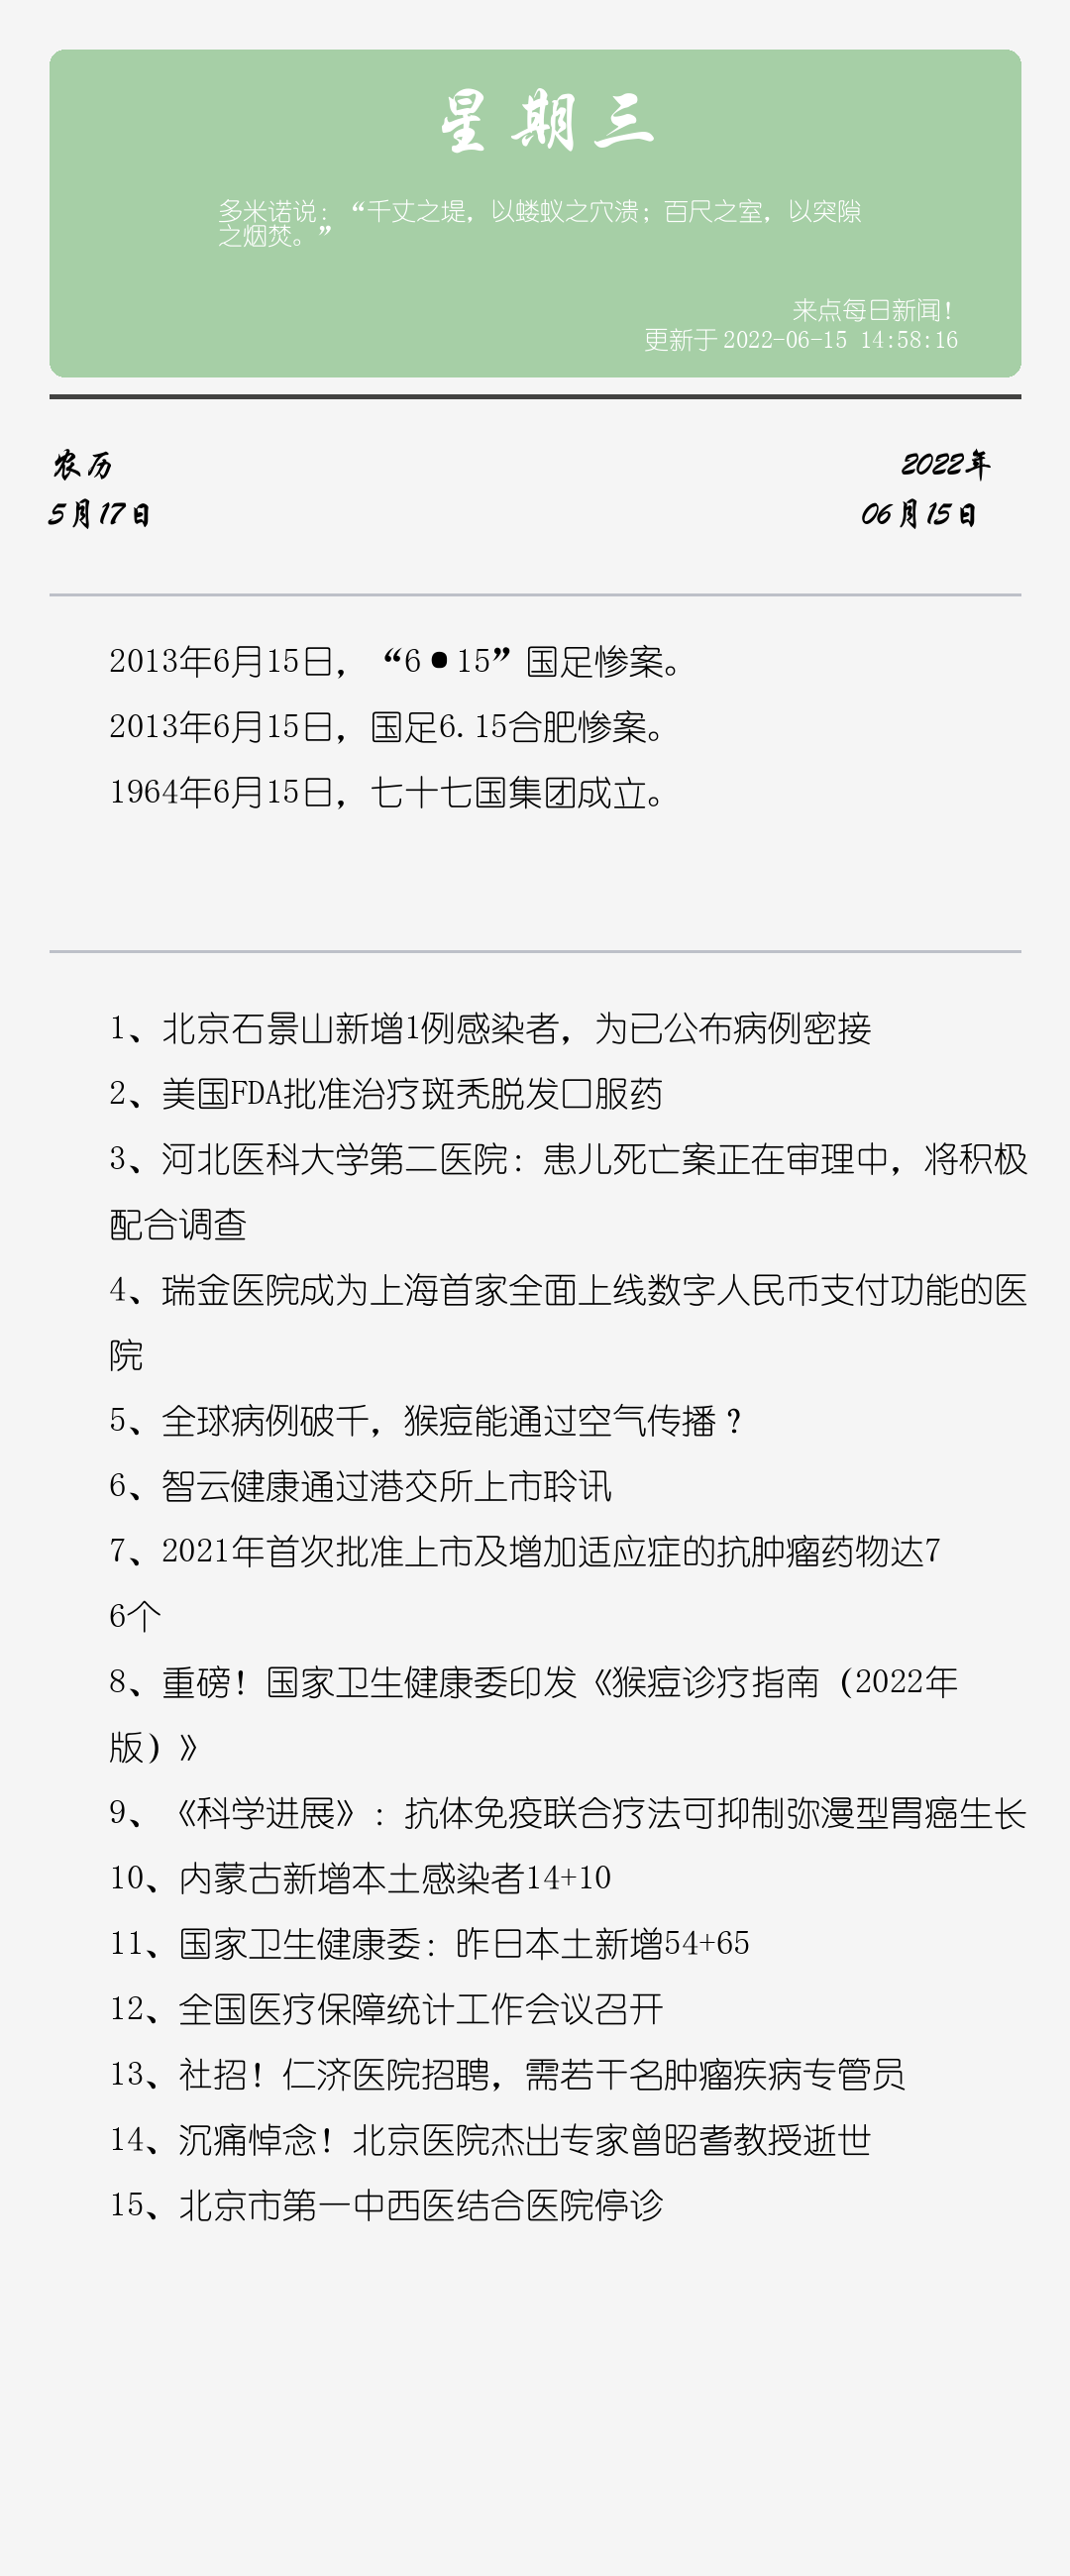 星期三
多米诺说：“千丈之堤，以蝼蚁之穴溃；百尺之室，以突隙
之烟焚。”
来点每日新闻！
更新于 2022-06-15 14:58:16
农历
2022年
5月17日
06月15日
2013年6月15日，“6•15”国足惨案。
2013年6月15日，国足6.15合肥惨案。
1964年6月15日，七十七国集团成立。
1、北京石景山新增1例感染者，为已公布病例密接
2、美国FDA批准治疗斑秃脱发口服药
3、河北医科大学第二医院：患儿死亡案正在审理中，将积极
配合调查
4、瑞金医院成为上海首家全面上线数字人民币支付功能的医
院
5、全球病例破千，猴痘能通过空气传播？
6、智云健康通过港交所上市聆讯
7、2021年首次批准上市及增加适应症的抗肿瘤药物达7
6个
8、重磅！国家卫生健康委印发《猴痘诊疗指南（2022年
版）》
9、《科学进展》：抗体免疫联合疗法可抑制弥漫型胃癌生长
10、内蒙古新增本土感染者14+10
11、国家卫生健康委：昨日本土新增54+65
12、全国医疗保障统计工作会议召开
13、社招！仁济医院招聘，需若干名肿瘤疾病专管员
14、沉痛悼念！北京医院杰出专家曾昭耆教授逝世
15、北京市第一中西医结合医院停诊